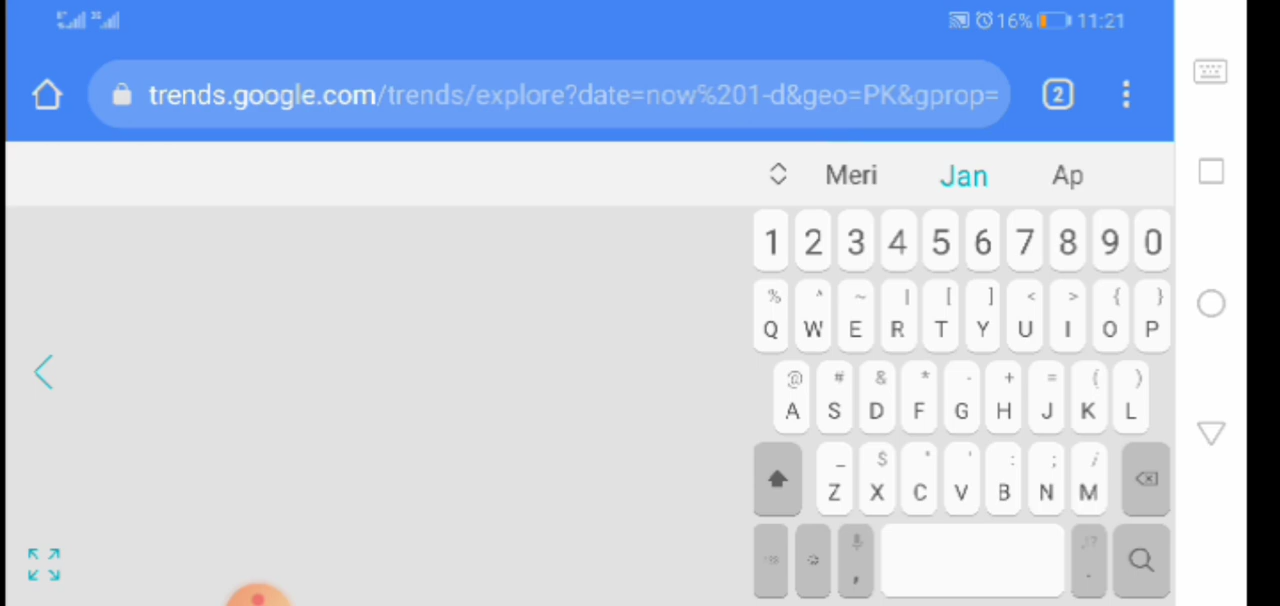 16% 11:21
trends.google.com/trends/explore?date=now%201-d&geo=PK&gprop=
2
Meri Jan Ap
1 2 3 4 5 6 7 8 9 0
% ^ ~ | [ ] < > { }
Q W E R T Y U I O P
@ # & * - + = ( )
A S D F G H J K L
_ $ " ' : ; /
Z X C V B N M
, !? .